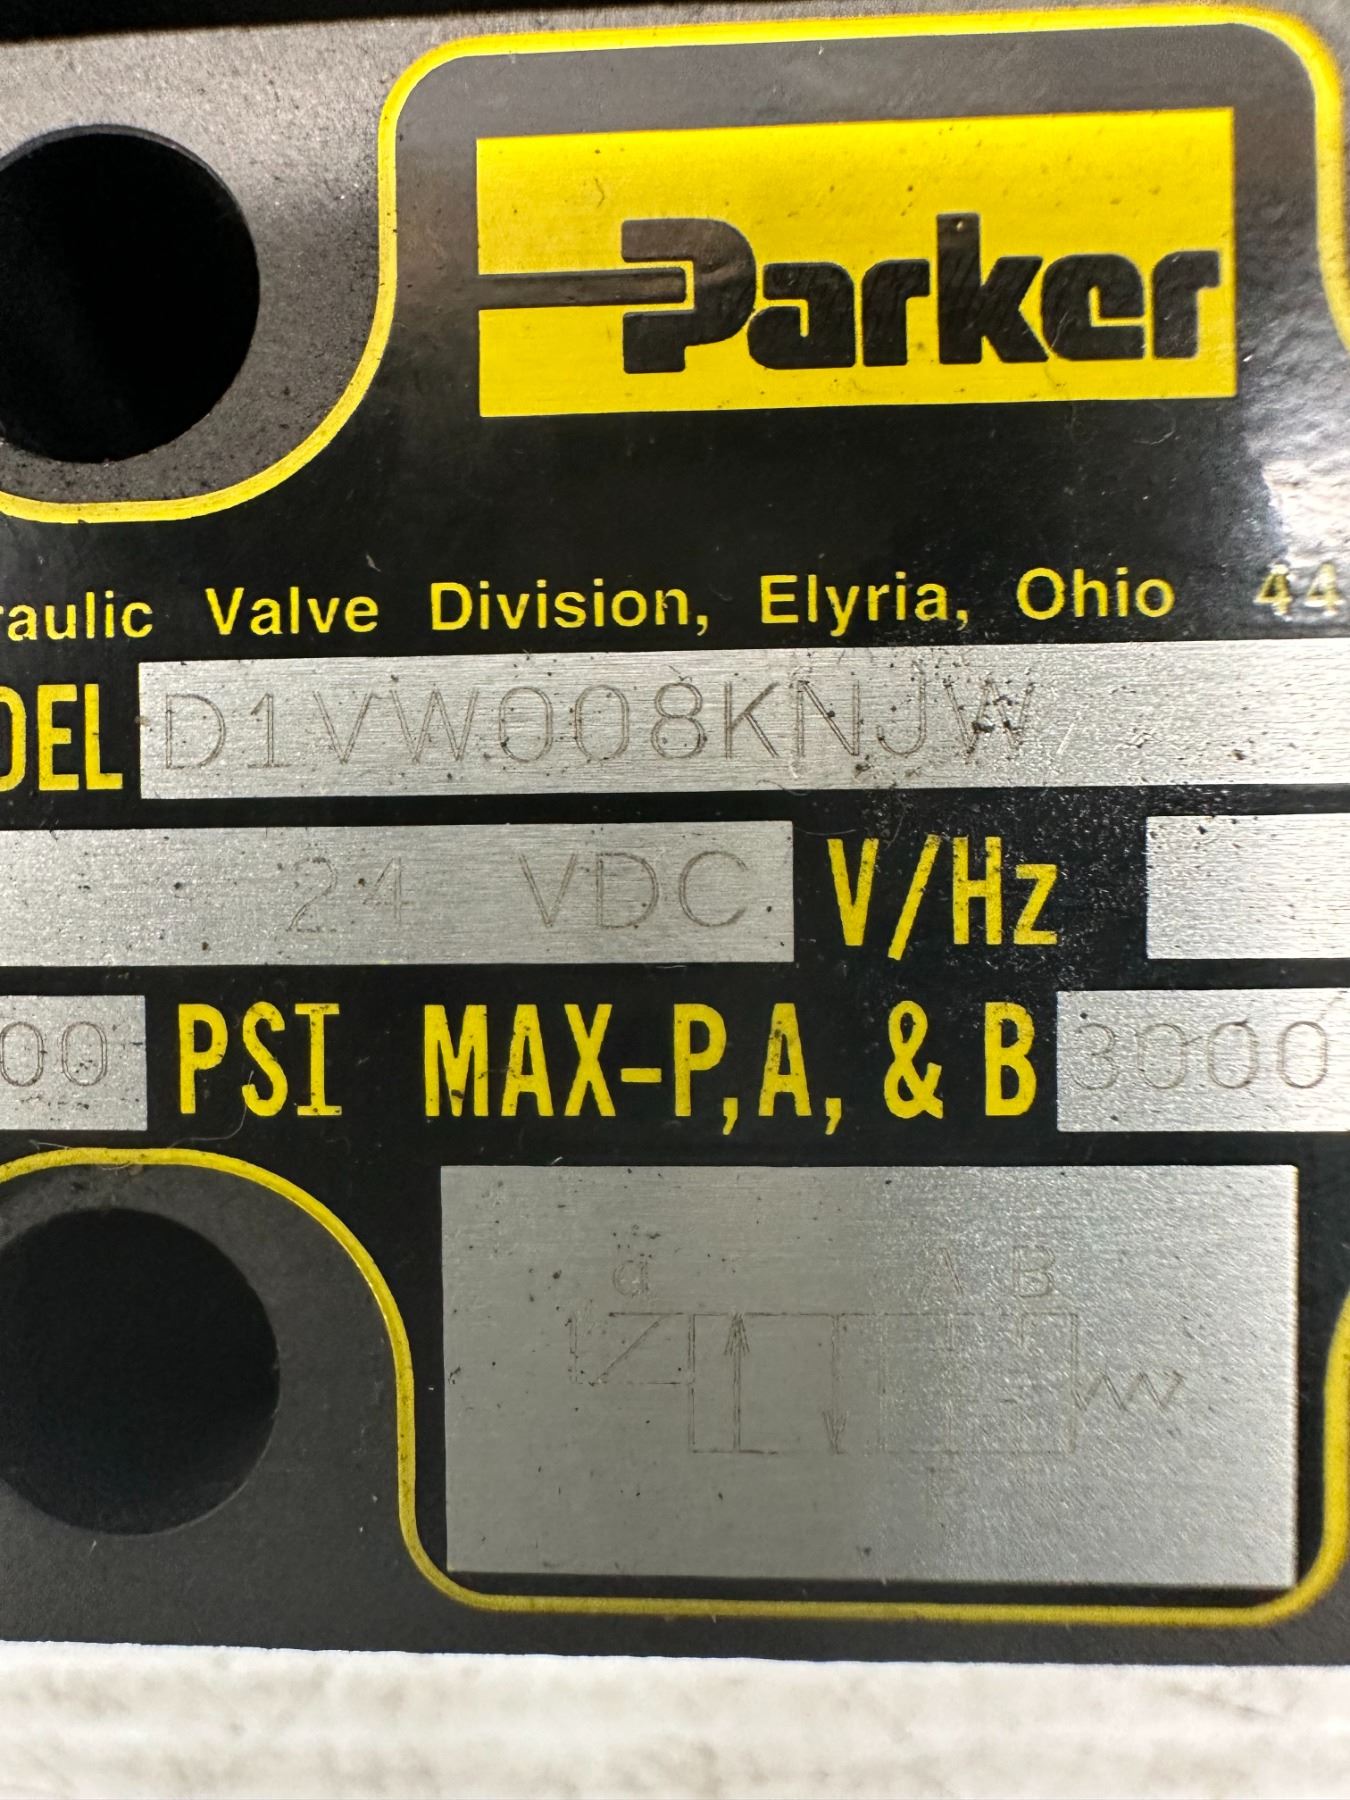 Parker
raulic Valve Division, Elyria, Ohio 44
DEL D1VW008KNJW
24 VDC V/Hz
00 PSI MAX-P,A, & B 3000
a A B